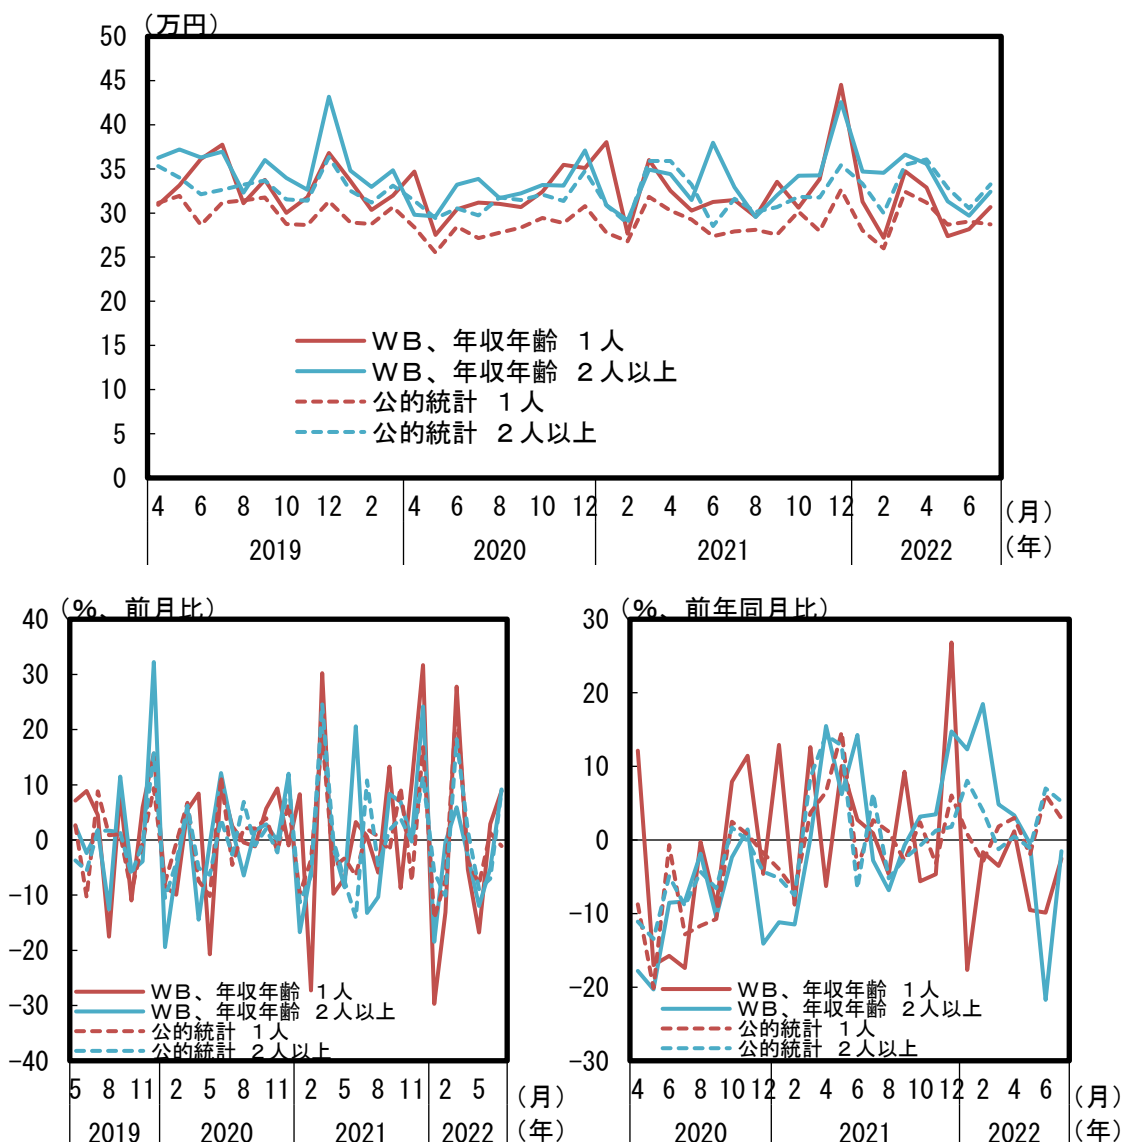 （万円）
50
45
40
35
30
25
20
15
10
5
0
ＷＢ、年収年齢 １人
ＷＢ、年収年齢 ２人以上
公的統計 １人
公的統計 ２人以上
4 6 8 10 12 2 4 6 8 10 12 2 4 6 8 10 12 2 4 6 （月）
2019 2020 2021 2022 （年）
（％、前月比）
40
30
20
10
0
-10
-20
-30
-40
ＷＢ、年収年齢 １人
ＷＢ、年収年齢 ２人以上
公的統計 １人
公的統計 ２人以上
5 8 11 2 5 8 11 2 5 8 11 2 5 （月）
2019 2020 2021 2022 （年）
（％、前年同月比）
30
20
10
0
-10
-20
-30
ＷＢ、年収年齢 １人
ＷＢ、年収年齢 ２人以上
公的統計 １人
公的統計 ２人以上
4 6 8 10 12 2 4 6 8 10 12 2 4 6 （月）
2020 2021 2022 （年）